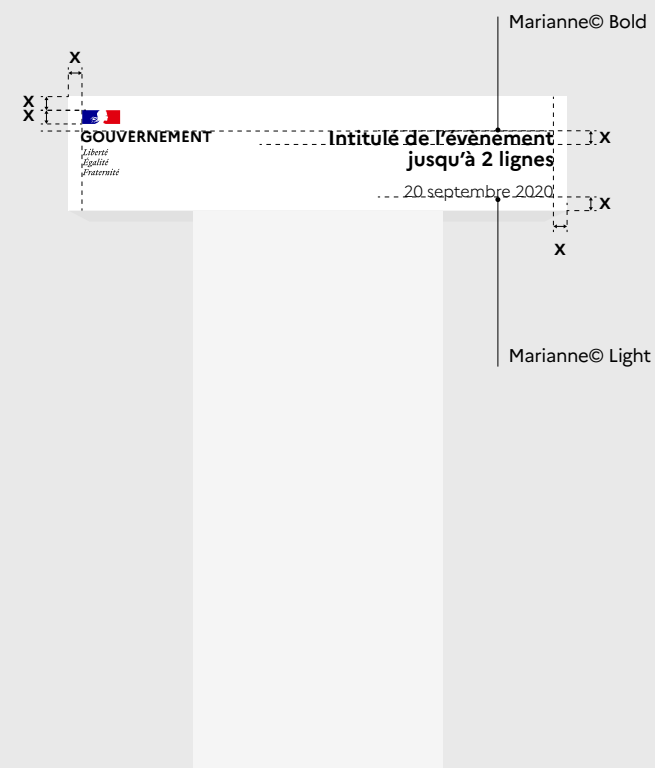 Marianne© Bold
X
X
X
GOUVERNEMENT
Liberté
Égalité
Fraternité
Intitulé de l’évènement
jusqu’à 2 lignes
20 septembre 2020
X
X
X
Marianne© Light